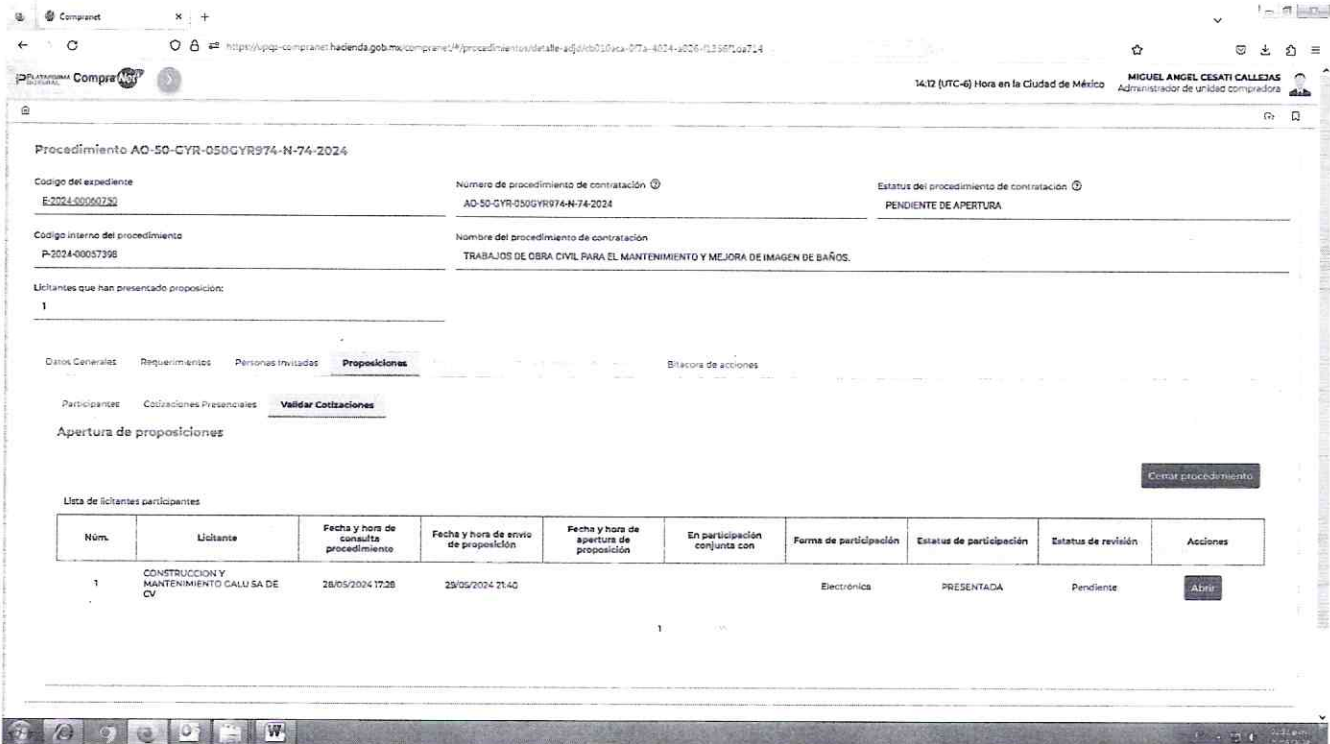 Compranet × +
https://upcp-compranet.hacienda.gob.mx/compranet/#/procedimientos/detalle-adjd/
PLATAFORMA CompraNet
14:12 (UTC-6) Hora en la Ciudad de México
MIGUEL ANGEL CESATI CALLEJAS
Administrador de unidad compradora
Procedimiento AO-50-GYR-050GYR974-N-74-2024
Código del expediente
E-2024-00060750
Número de procedimiento de contratación
AO-50-GYR-050GYR974-N-74-2024
Estatus del procedimiento de contratación
PENDIENTE DE APERTURA
Código interno del procedimiento
P-2024-00057398
Nombre del procedimiento de contratación
TRABAJOS DE OBRA CIVIL PARA EL MANTENIMIENTO Y MEJORA DE IMAGEN DE BAÑOS.
Licitantes que han presentado proposición:
1
Datos Generales Requerimientos Personas Invitadas Proposiciones Bitácora de acciones
Participantes Cotizaciones Presenciales Validar Cotizaciones
Apertura de proposiciones
Cerrar procedimiento
Lista de licitantes participantes
Núm. Licitante Fecha y hora de consulta procedimiento Fecha y hora de envío de proposición Fecha y hora de apertura de proposición En participación conjunta con Forma de participación Estatus de participación Estatus de revisión Acciones
1 CONSTRUCCION Y MANTENIMIENTO GALU SA DE CV 28/05/2024 17:28 29/05/2024 21:40 Electrónica PRESENTADA Pendiente Abrir
1